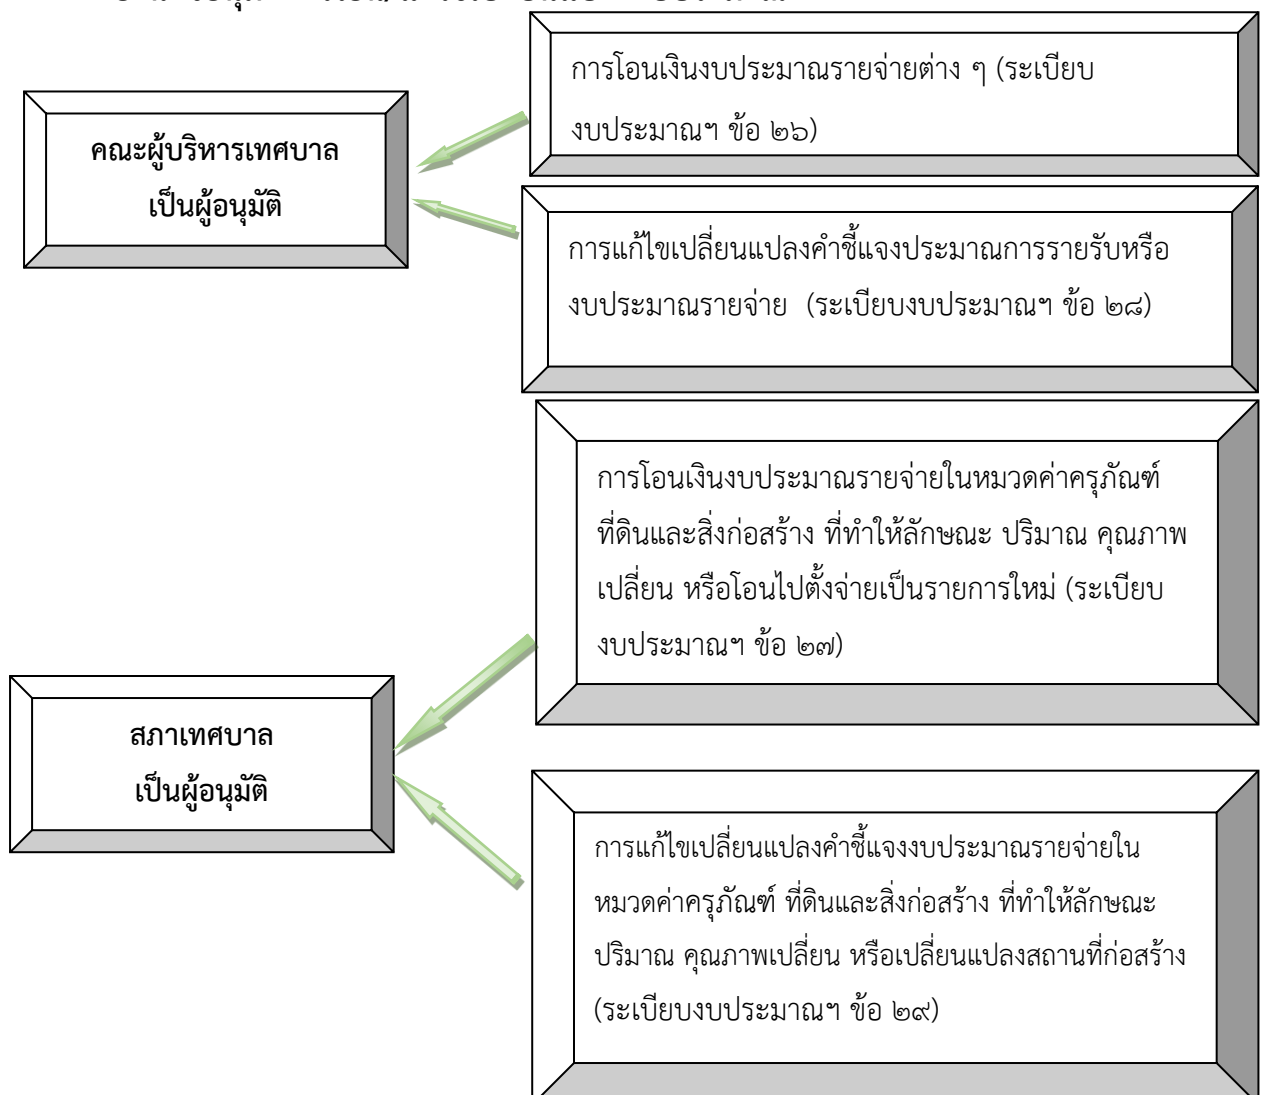 คณะผู้บริหารเทศบาล
เป็นผู้อนุมัติ
การโอนเงินงบประมาณรายจ่ายต่าง ๆ (ระเบียบ
งบประมาณฯ ข้อ ๒๖)
การแก้ไขเปลี่ยนแปลงคำชี้แจงประมาณการรายรับหรือ
งบประมาณรายจ่าย (ระเบียบงบประมาณฯ ข้อ ๒๘)
การโอนเงินงบประมาณรายจ่ายในหมวดค่าครุภัณฑ์
ที่ดินและสิ่งก่อสร้าง ที่ทำให้ลักษณะ ปริมาณ คุณภาพ
เปลี่ยน หรือโอนไปตั้งจ่ายเป็นรายการใหม่ (ระเบียบ
งบประมาณฯ ข้อ ๒๗)
สภาเทศบาล
เป็นผู้อนุมัติ
การแก้ไขเปลี่ยนแปลงคำชี้แจงงบประมาณรายจ่ายใน
หมวดค่าครุภัณฑ์ ที่ดินและสิ่งก่อสร้าง ที่ทำให้ลักษณะ
ปริมาณ คุณภาพเปลี่ยน หรือเปลี่ยนแปลงสถานที่ก่อสร้าง
(ระเบียบงบประมาณฯ ข้อ ๒๙)